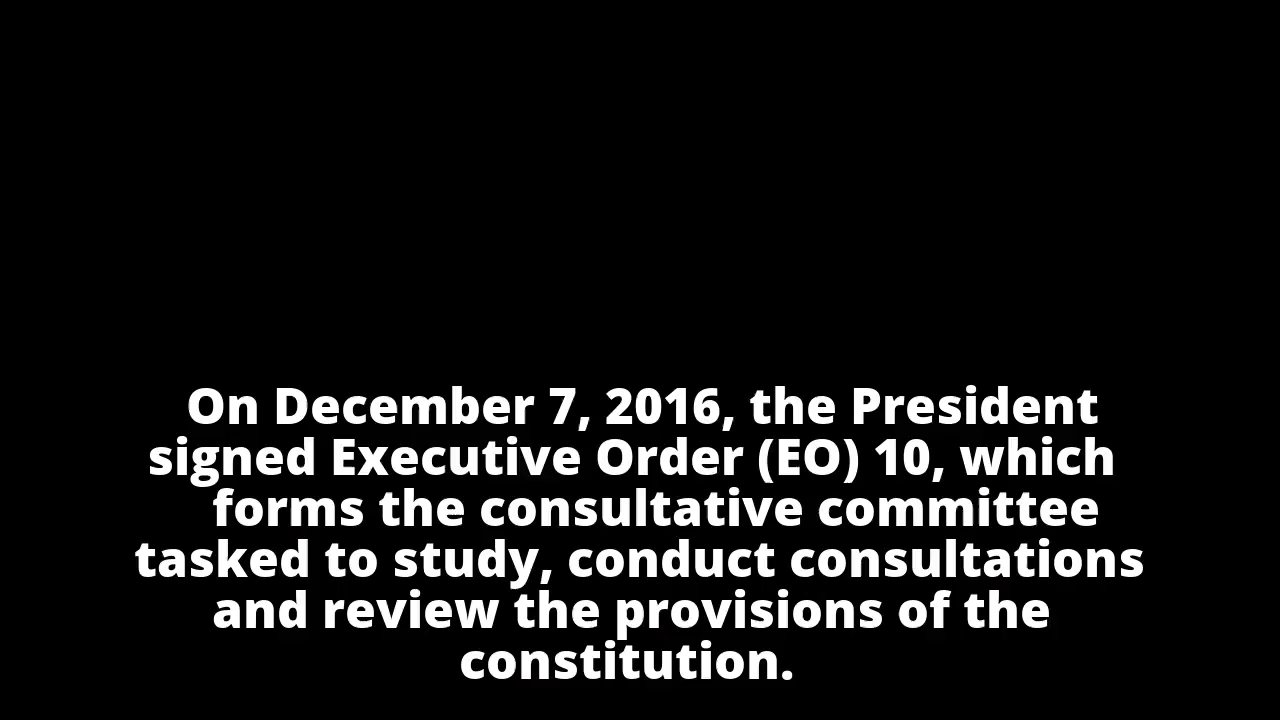 On December 7, 2016, the President
signed Executive Order (EO) 10, which
forms the consultative committee
tasked to study, conduct consultations
and review the provisions of the
constitution.